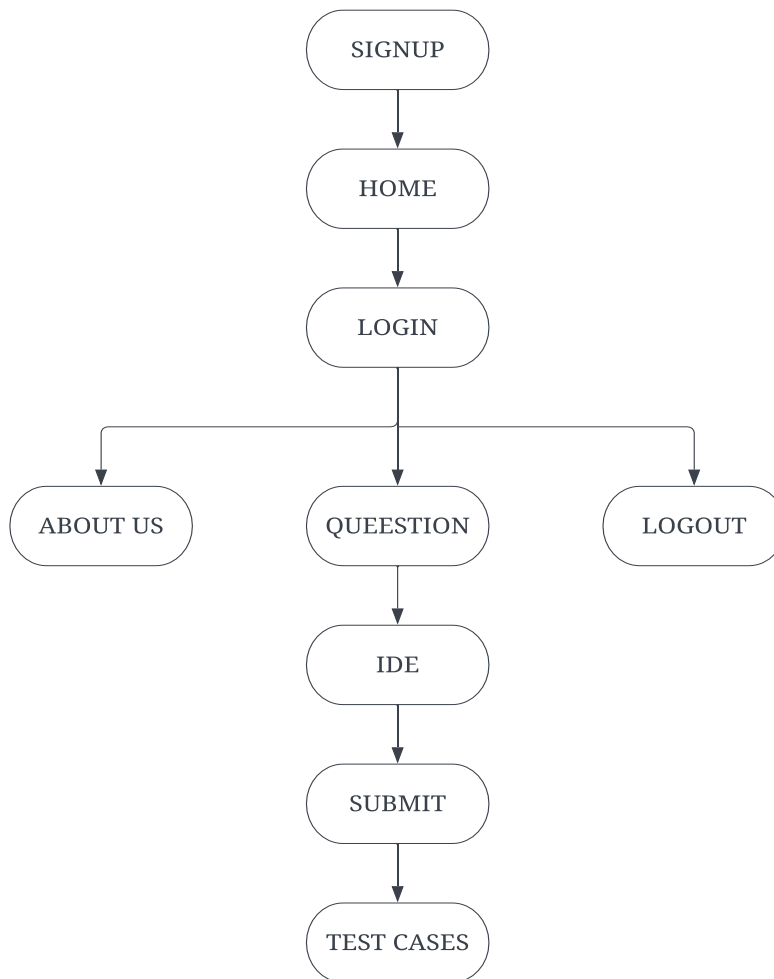 SIGNUP
HOME
LOGIN
ABOUT US
QUEESTION
LOGOUT
IDE
SUBMIT
TEST CASES